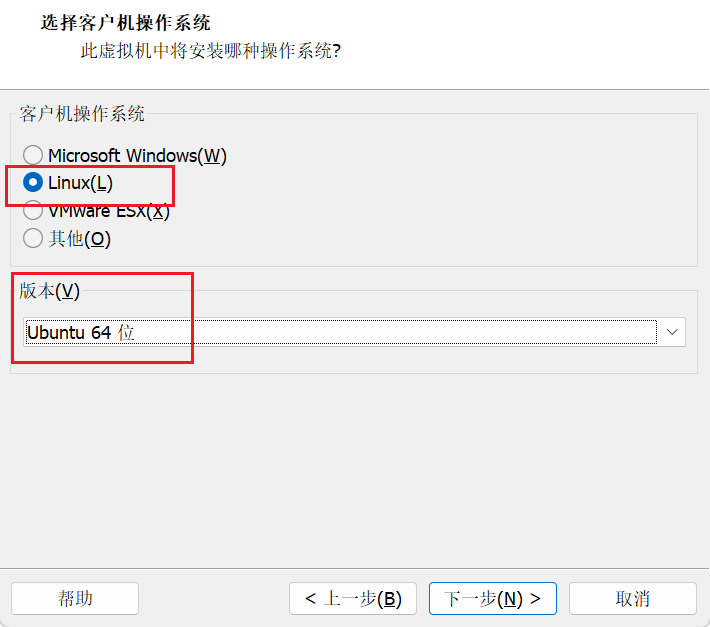 选择客户机操作系统
此虚拟机中将安装哪种操作系统?
客户机操作系统
Microsoft Windows(W)
Linux(L)
VMware ESX(X)
其他(O)
版本(V)
Ubuntu 64 位
帮助
< 上一步(B)
下一步(N) >
取消